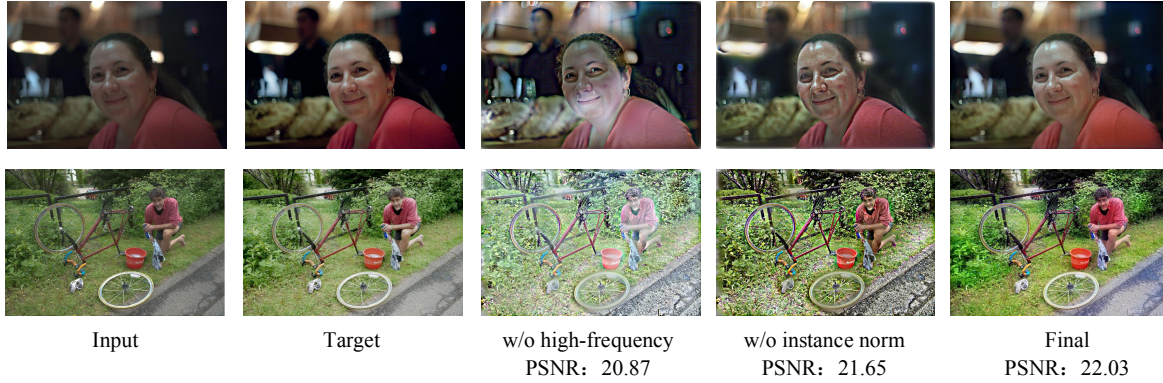 Input
Target
w/o high-frequency
PSNR：20.87
w/o instance norm
PSNR：21.65
Final
PSNR：22.03